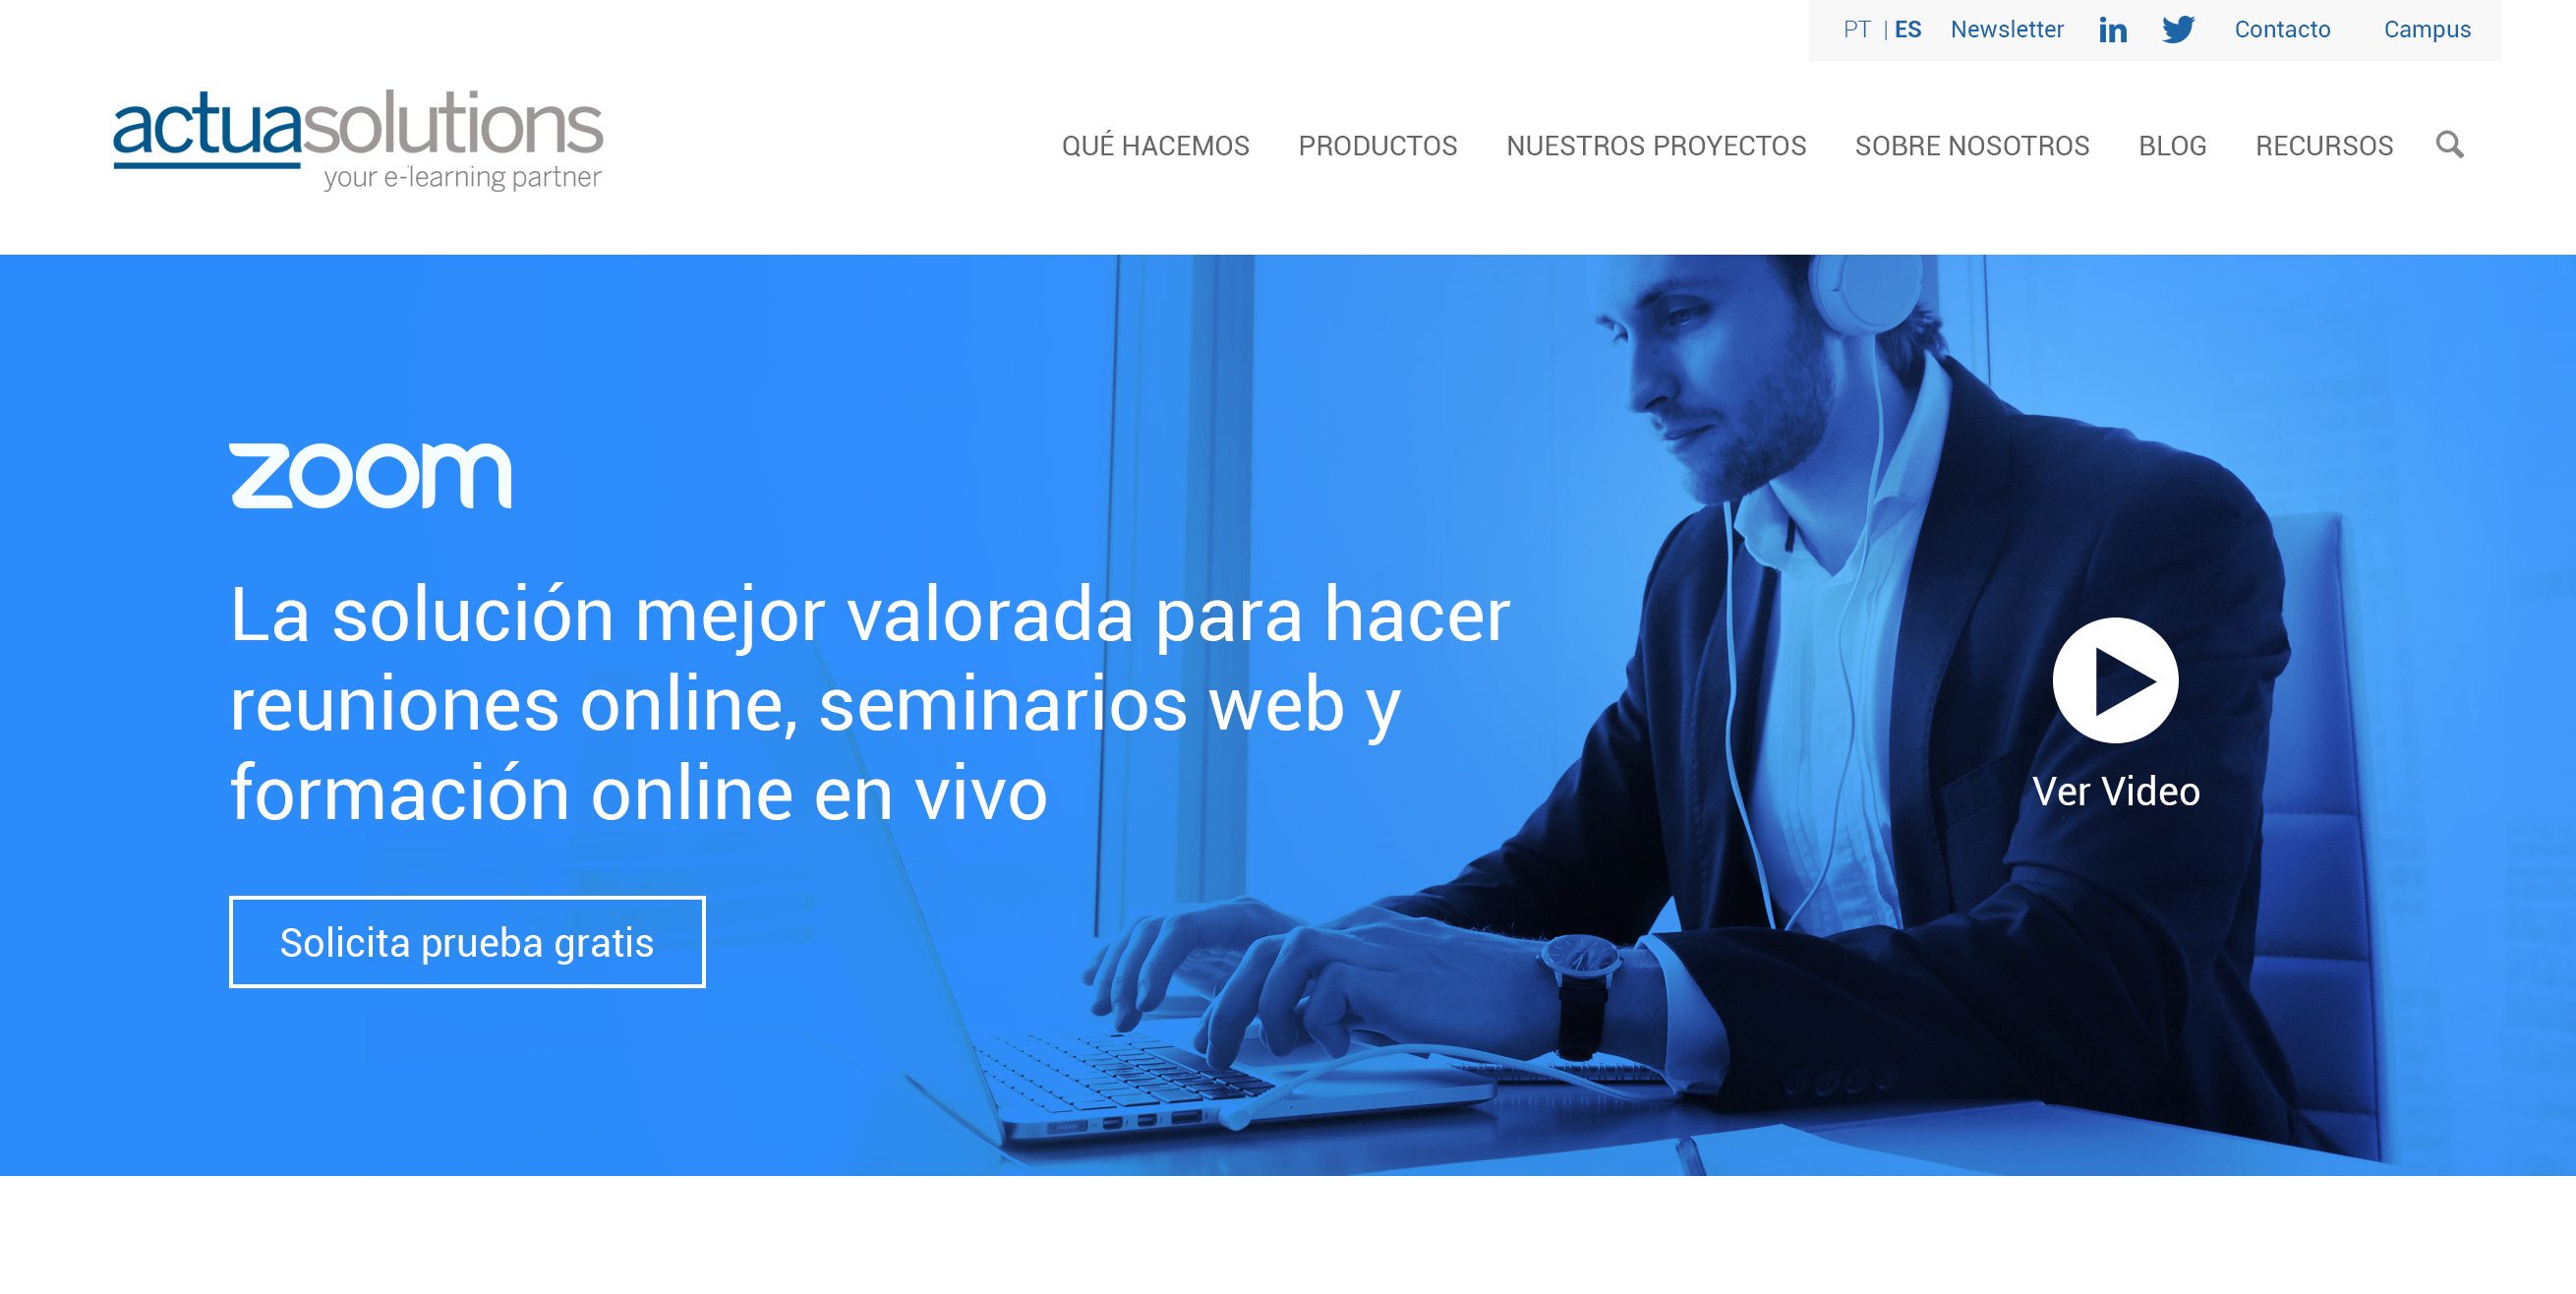 PT | ES Newsletter in Contacto Campus
actuasolutions
your e-learning partner
QUÉ HACEMOS PRODUCTOS NUESTROS PROYECTOS SOBRE NOSOTROS BLOG RECURSOS
zoom
La solución mejor valorada para hacer
reuniones online, seminarios web y
formación online en vivo
Ver Video
Solicita prueba gratis